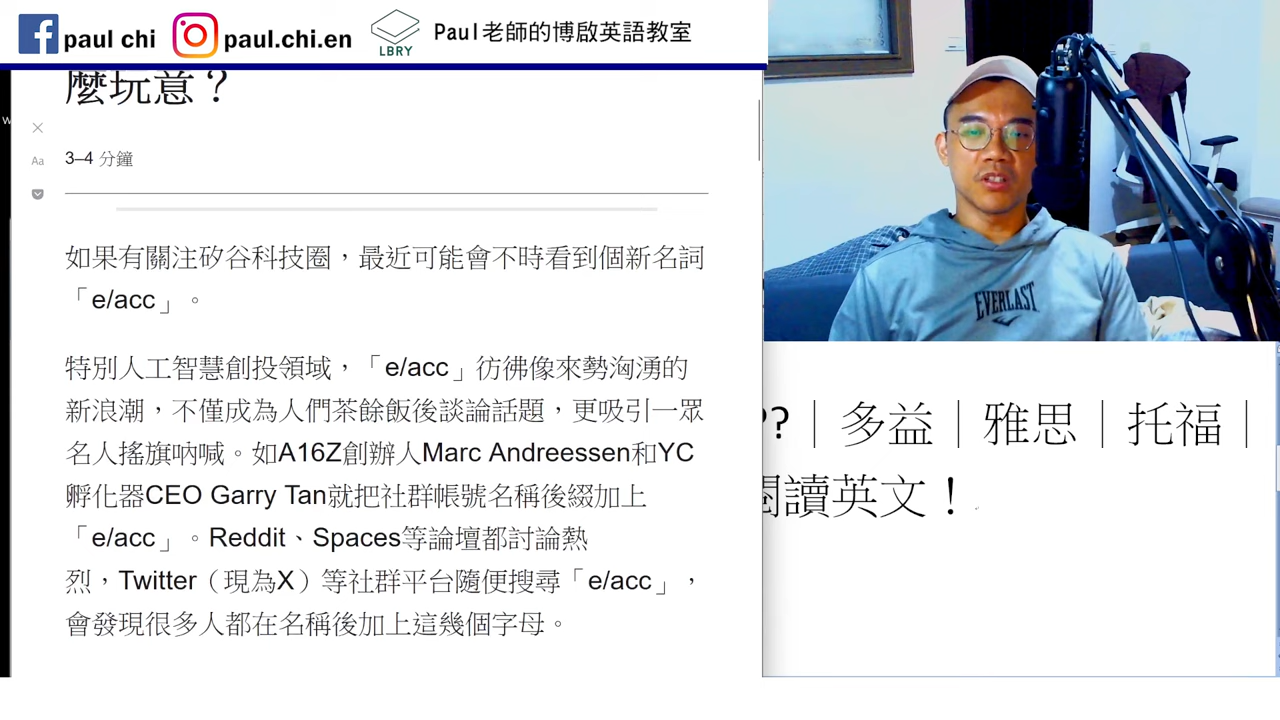 paul chi
paul.chi.en
LBRY
Paul老師的博啟英語教室
麼玩意？
Aa
3–4 分鐘
如果有關注矽谷科技圈，最近可能會不時看到個新名詞
「e/acc」。
特別人工智慧創投領域，「e/acc」彷彿像來勢洶湧的
新浪潮，不僅成為人們茶餘飯後談論話題，更吸引一眾
名人搖旗吶喊。如A16Z創辦人Marc Andreessen和YC
孵化器CEO Garry Tan就把社群帳號名稱後綴加上
「e/acc」。Reddit、Spaces等論壇都討論熱
烈，Twitter（現為X）等社群平台隨便搜尋「e/acc」，
會發現很多人都在名稱後加上這幾個字母。
EVERLAST
??｜多益｜雅思｜托福｜
閱讀英文！